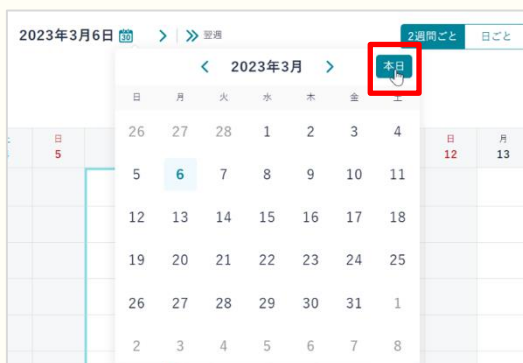 2023年3月6日 30 翌週 2週間ごと 日ごと
2023年3月 本日
日 月 火 水 木 金 土
26 27 28 1 2 3 4
日 5
日 12
月 13
5 6 7 8 9 10 11
12 13 14 15 16 17 18
19 20 21 22 23 24 25
26 27 28 29 30 31 1
2 3 4 5 6 7 8